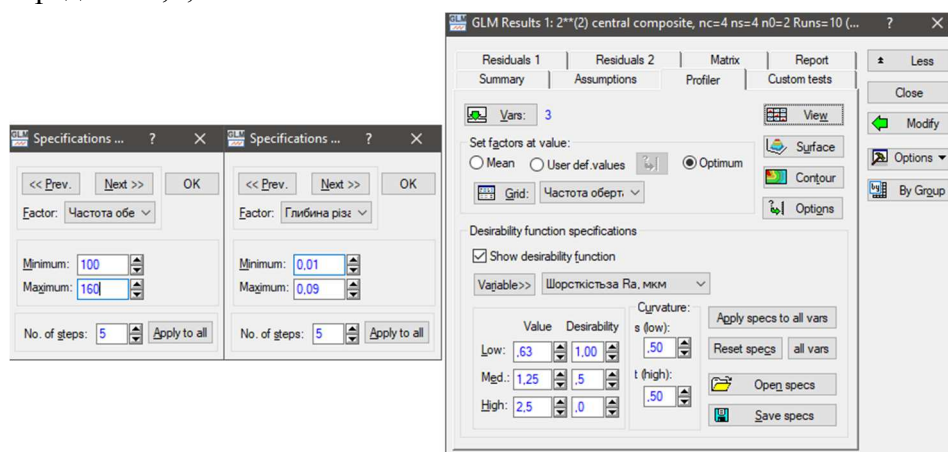 GLM Specifications ... ? ×
<< Prev. Next >> OK
Factor: Частота обе
Minimum: 100
Maximum: 160
No. of steps: 5 Apply to all
GLM Specifications ... ? ×
<< Prev. Next >> OK
Factor: Глибина різа
Minimum: 0,01
Maximum: 0,09
No. of steps: 5 Apply to all
GLM GLM Results 1: 2**(2) central composite, nc=4 ns=4 n0=2 Runs=10 (... ? ×
Residuals 1 Residuals 2 Matrix Report
Summary Assumptions Profiler Custom tests
Vars: 3
View
Set factors at value:
Mean User def.values Optimum
Surface
Grid: Частота оберта
Contour
Options
Desirability function specifications
Show desirability function
Variable>> Шорсткістьза Ra, мкм
Curvature:
Value Desirability s (low):
Apply specs to all vars
Low: ,63 1,00 ,50
Reset specs all vars
Med.: 1,25 ,5 t (high):
Open specs
,50
High: 2,5 ,0
Save specs
Less
Close
Modify
Options
By Group